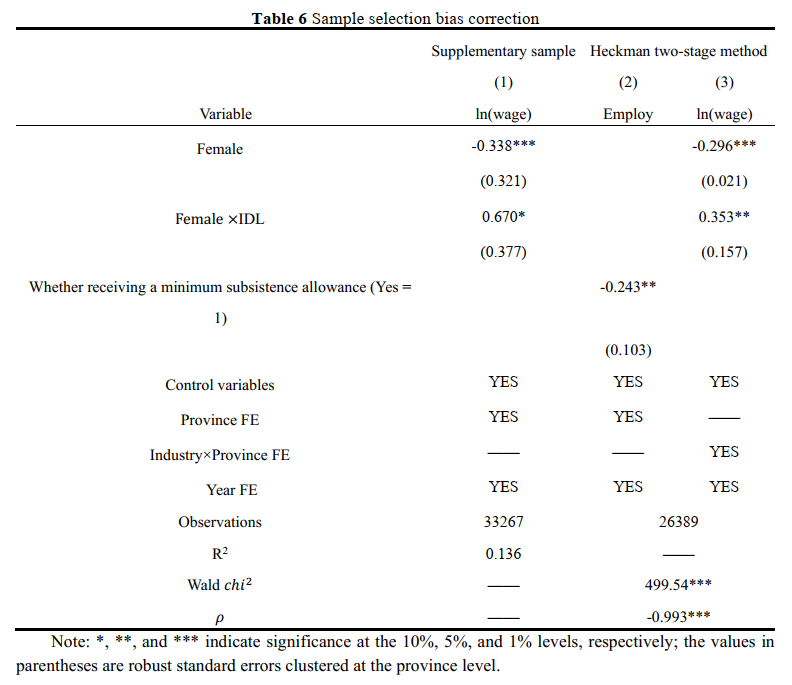 Table 6 Sample selection bias correction
Supplementary sample Heckman two-stage method
(1) (2) (3)
Variable ln(wage) Employ ln(wage)
Female -0.338*** -0.296***
(0.321) (0.021)
Female ×IDL 0.670* 0.353**
(0.377) (0.157)
Whether receiving a minimum subsistence allowance (Yes = -0.243**
1)
(0.103)
Control variables YES YES YES
Province FE YES YES ——
Industry×Province FE —— —— YES
Year FE YES YES YES
Observations 33267 26389
R² 0.136 ——
Wald chi² —— 499.54***
ρ —— -0.993***
Note: *, **, and *** indicate significance at the 10%, 5%, and 1% levels, respectively; the values in
parentheses are robust standard errors clustered at the province level.